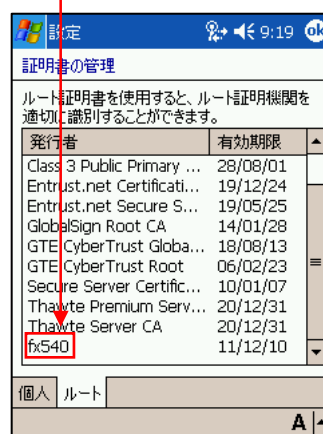 設定 9:19 ok
証明書の管理
ルート証明書を使用すると、ルート証明機関を
適切に識別することができます。
発行者 有効期限
Class 3 Public Primary ... 28/08/01
Entrust.net Certificati... 19/12/24
Entrust.net Secure S... 19/05/25
GlobalSign Root CA 14/01/28
GTE CyberTrust Globa... 18/08/13
GTE CyberTrust Root 06/02/23
Secure Server Certific... 10/01/07
Thawte Premium Serv... 20/12/31
Thawte Server CA 20/12/31
fx540 11/12/10
個人 ルート
A